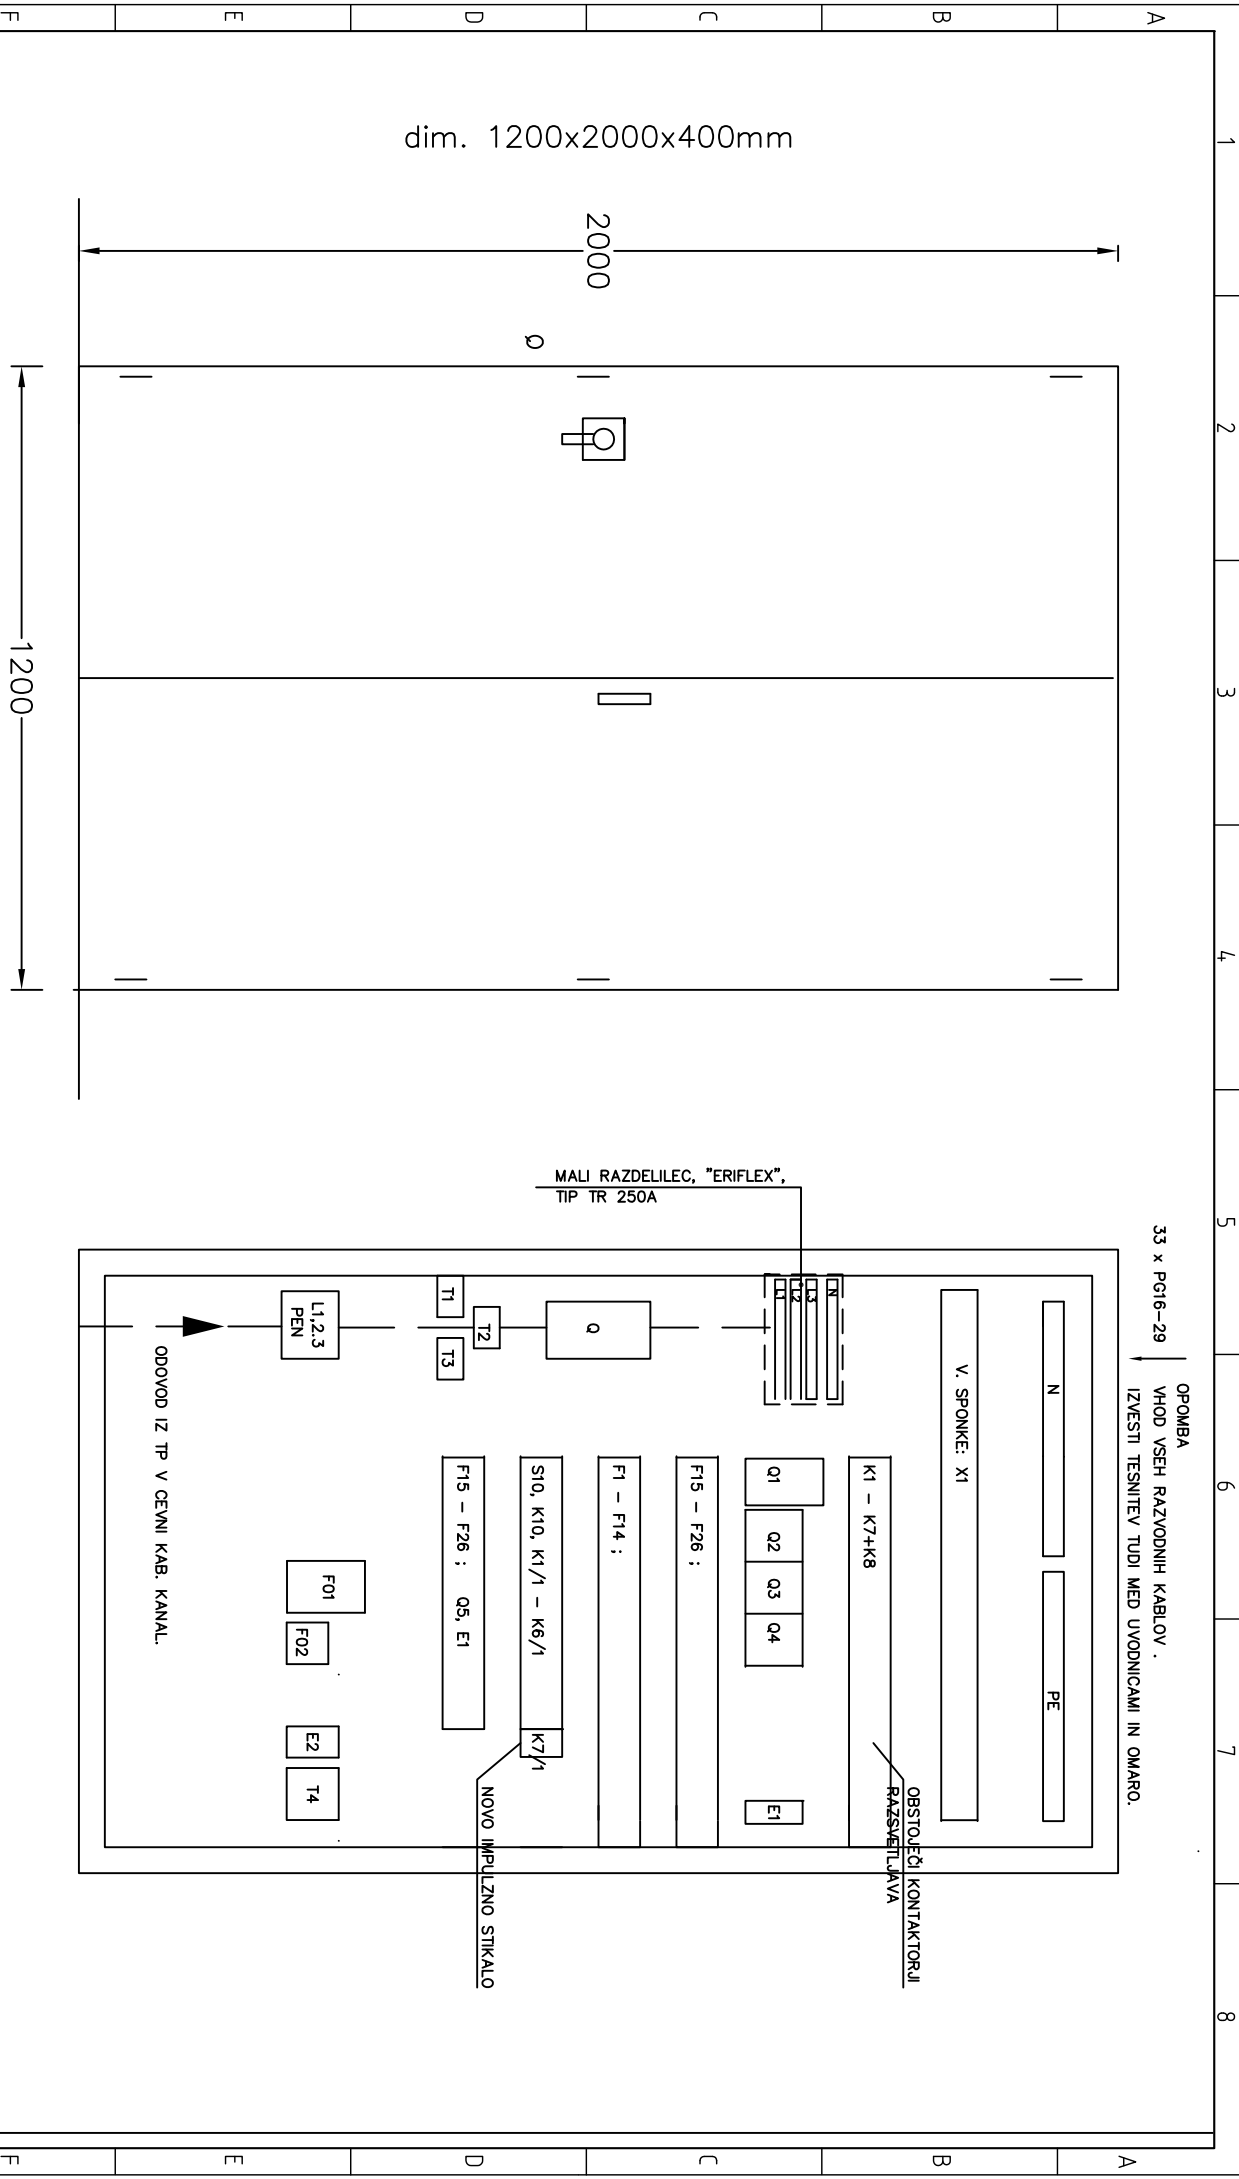 A
B
C
D
E
F
1
2
3
4
5
6
7
8
dim. 1200x2000x400mm
2000
Q
1200
33 x PG16-29
OPOMBA
VHOD VSEH RAZVODNIH KABLOV .
IZVESTI TESNITEV TUDI MED UVODNICAMI IN OMARO.
MALI RAZDELILEC, "ERIFLEX",
TIP TR 250A
N
PE
V. SPONKE: X1
K1 - K7+K8
OBSTOJEČI KONTAKTORJI
RAZSVETLJAVA
N
L3
L2
L1
Q1
Q2
Q3
Q4
E1
F15 - F26 ;
F1 - F14 ;
Q
S10, K10, K1/1 - K6/1
K7/1
NOVO IMPULZNO STIKALO
T1
T2
T3
F15 - F26 ; Q5, E1
L1,2.3
PEN
F01
F02
E2
T4
ODOVOD IZ TP V CEVNI KAB. KANAL.
A
B
C
D
E
F